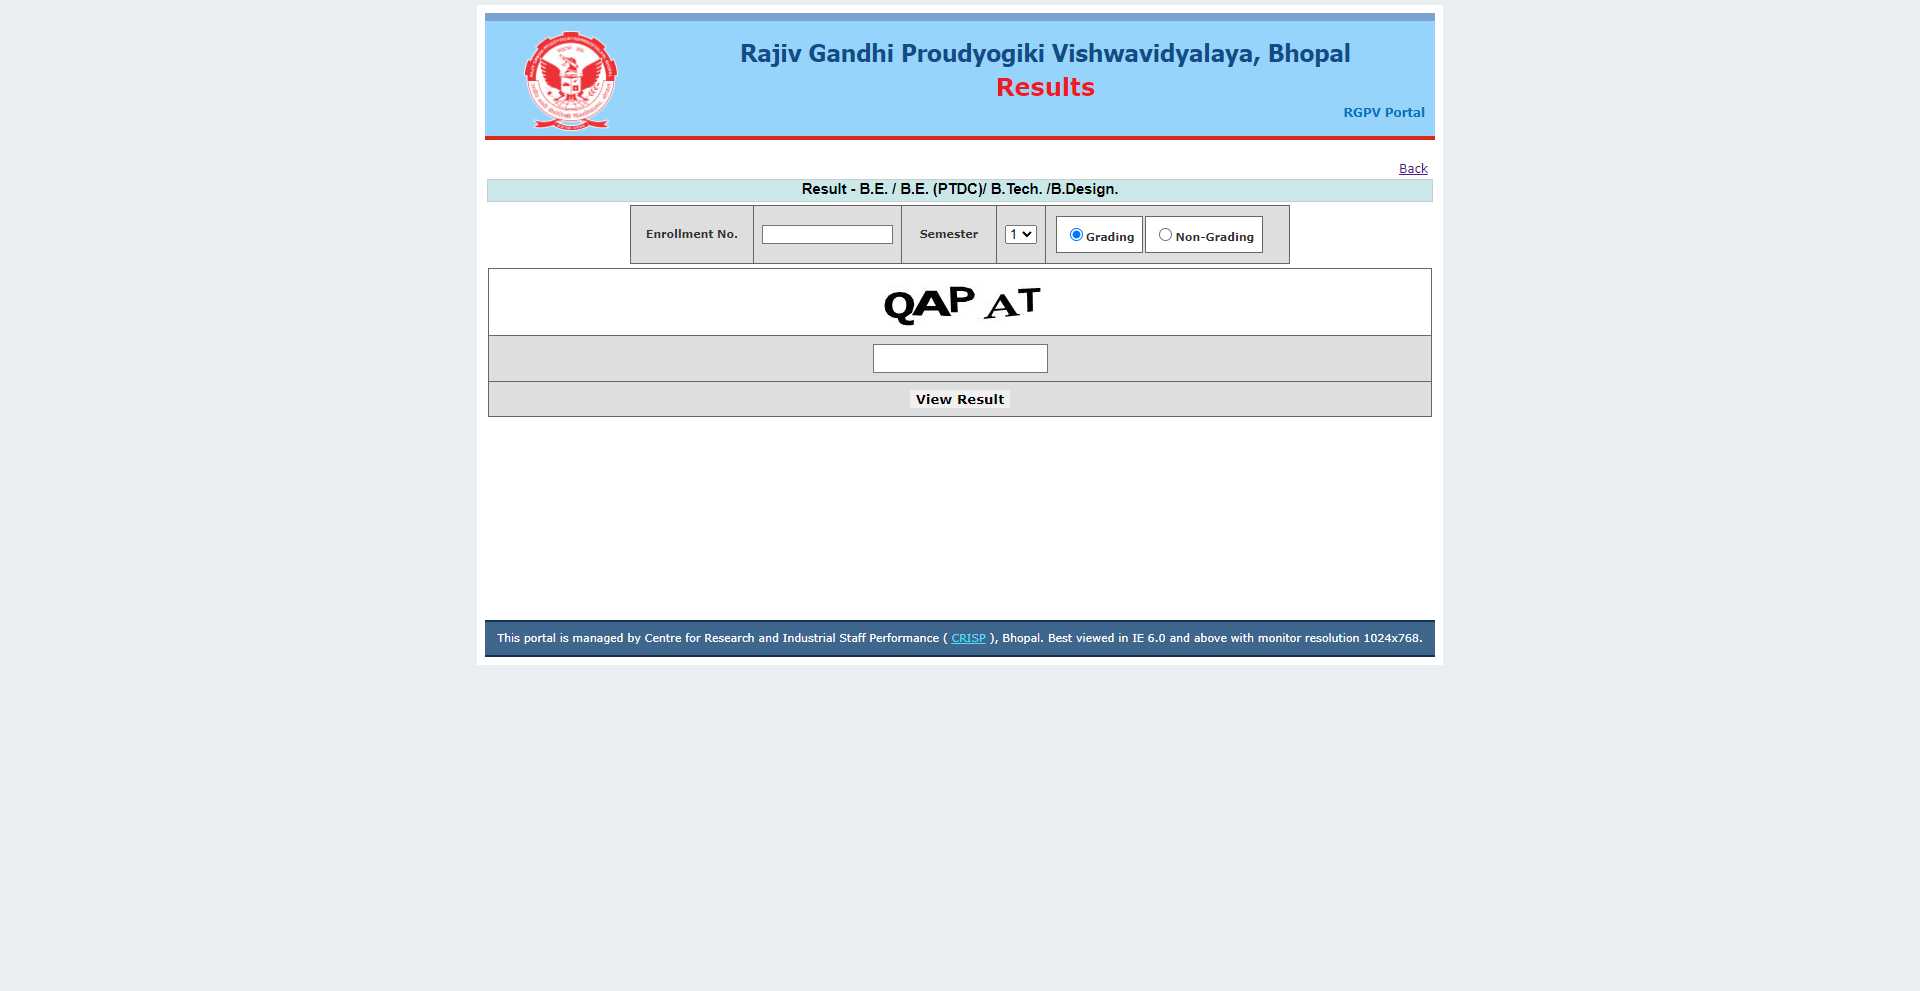 Rajiv Gandhi Proudyogiki Vishwavidyalaya, Bhopal
Results
RGPV Portal
Back
Result - B.E. / B.E. (PTDC)/ B.Tech. /B.Design.
Enrollment No. Semester 1 Grading Non-Grading
QAP AT
View Result
This portal is managed by Centre for Research and Industrial Staff Performance ( CRISP ), Bhopal. Best viewed in IE 6.0 and above with monitor resolution 1024x768.